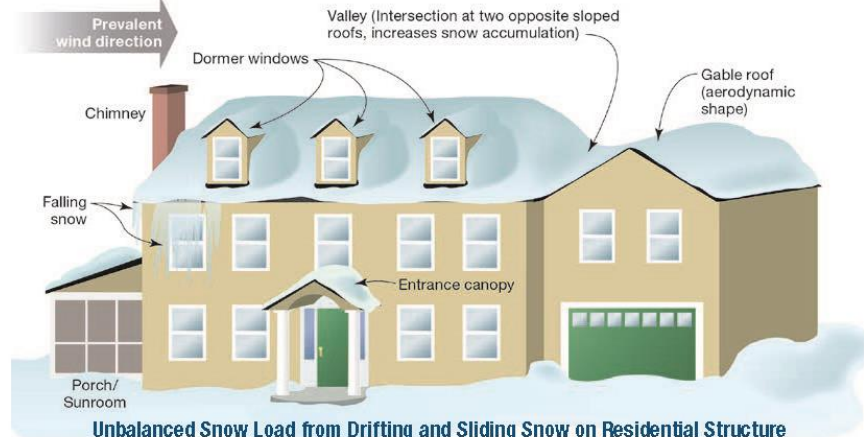 Prevalent
wind direction
Valley (Intersection at two opposite sloped
roofs, increases snow accumulation)
Dormer windows
Gable roof
(aerodynamic
shape)
Chimney
Falling
snow
Entrance canopy
Porch/
Sunroom
Unbalanced Snow Load from Drifting and Sliding Snow on Residential Structure